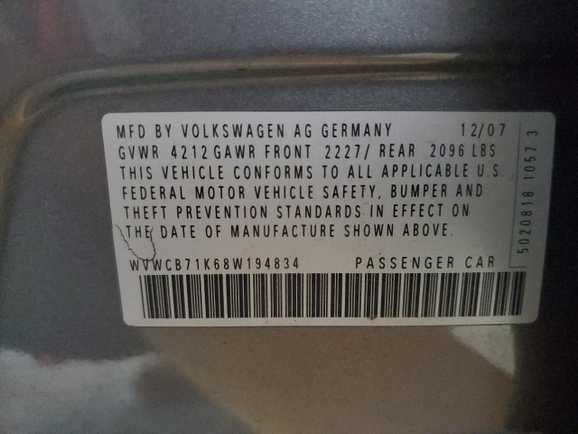 MFD BY VOLKSWAGEN AG GERMANY 12/07
GVWR 4212 GAWR FRONT 2227/ REAR 2096 LBS
THIS VEHICLE CONFORMS TO ALL APPLICABLE U.S.
FEDERAL MOTOR VEHICLE SAFETY, BUMPER AND
THEFT PREVENTION STANDARDS IN EFFECT ON
THE DATE OF MANUFACTURE SHOWN ABOVE.
WVWCB71K68W194834 PASSENGER CAR
5020818 1057 3